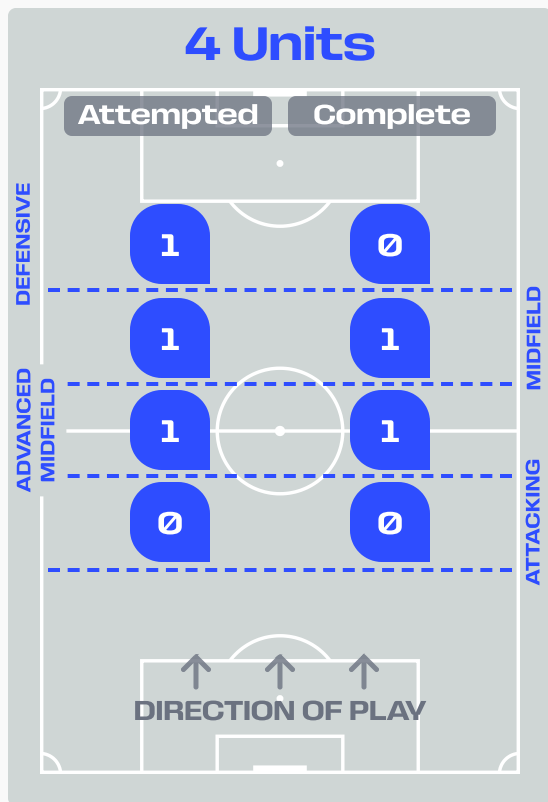 4 Units
Attempted
Complete
DEFENSIVE
1
0
MIDFIELD
1
1
ADVANCED
MIDFIELD
1
1
ATTACKING
0
0
DIRECTION OF PLAY